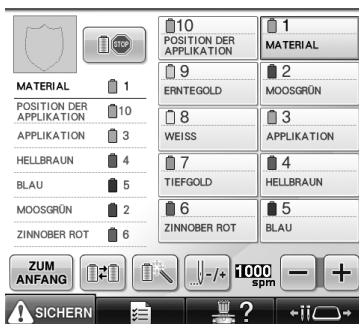 MATERIAL 1
POSITION DER
APPLIKATION 10
APPLIKATION 3
HELLBRAUN 4
BLAU 5
MOOSGRÜN 2
ZINNOBER ROT 6
STOP
10
POSITION DER
APPLIKATION
1
MATERIAL
9
ERNTEGOLD
2
MOOSGRÜN
8
WEISS
3
APPLIKATION
7
TIEFGOLD
4
HELLBRAUN
6
ZINNOBER ROT
5
BLAU
ZUM
ANFANG
-/+
1000
spm
− +
SICHERN
?